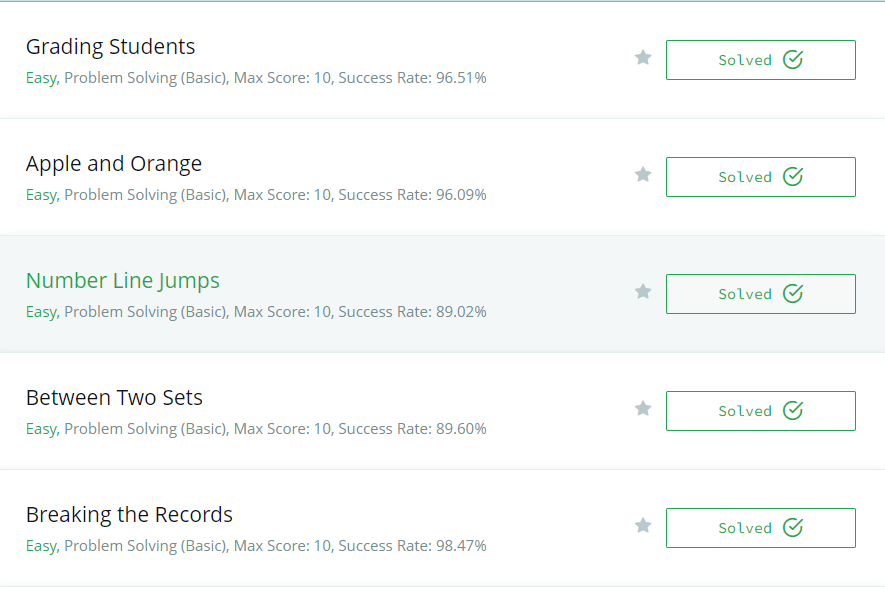 Grading Students
Easy, Problem Solving (Basic), Max Score: 10, Success Rate: 96.51%
Solved
Apple and Orange
Easy, Problem Solving (Basic), Max Score: 10, Success Rate: 96.09%
Solved
Number Line Jumps
Easy, Problem Solving (Basic), Max Score: 10, Success Rate: 89.02%
Solved
Between Two Sets
Easy, Problem Solving (Basic), Max Score: 10, Success Rate: 89.60%
Solved
Breaking the Records
Easy, Problem Solving (Basic), Max Score: 10, Success Rate: 98.47%
Solved